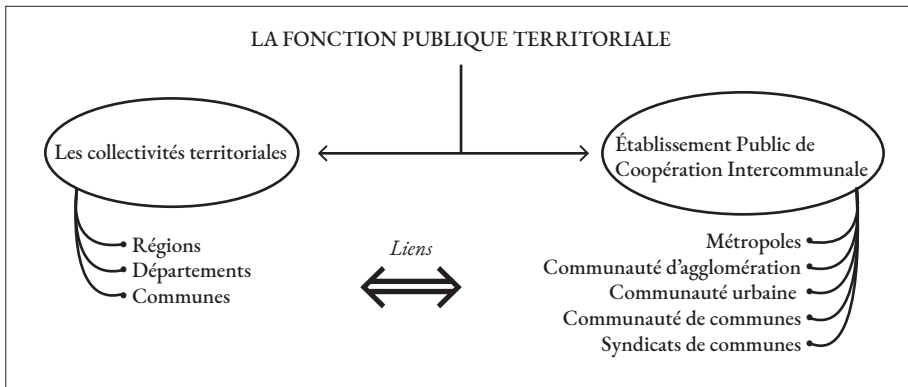 LA FONCTION PUBLIQUE TERRITORIALE
Les collectivités territoriales
Établissement Public de
Coopération Intercommunale
Régions
Départements
Communes
Liens
Métropoles
Communauté d'agglomération
Communauté urbaine
Communauté de communes
Syndicats de communes